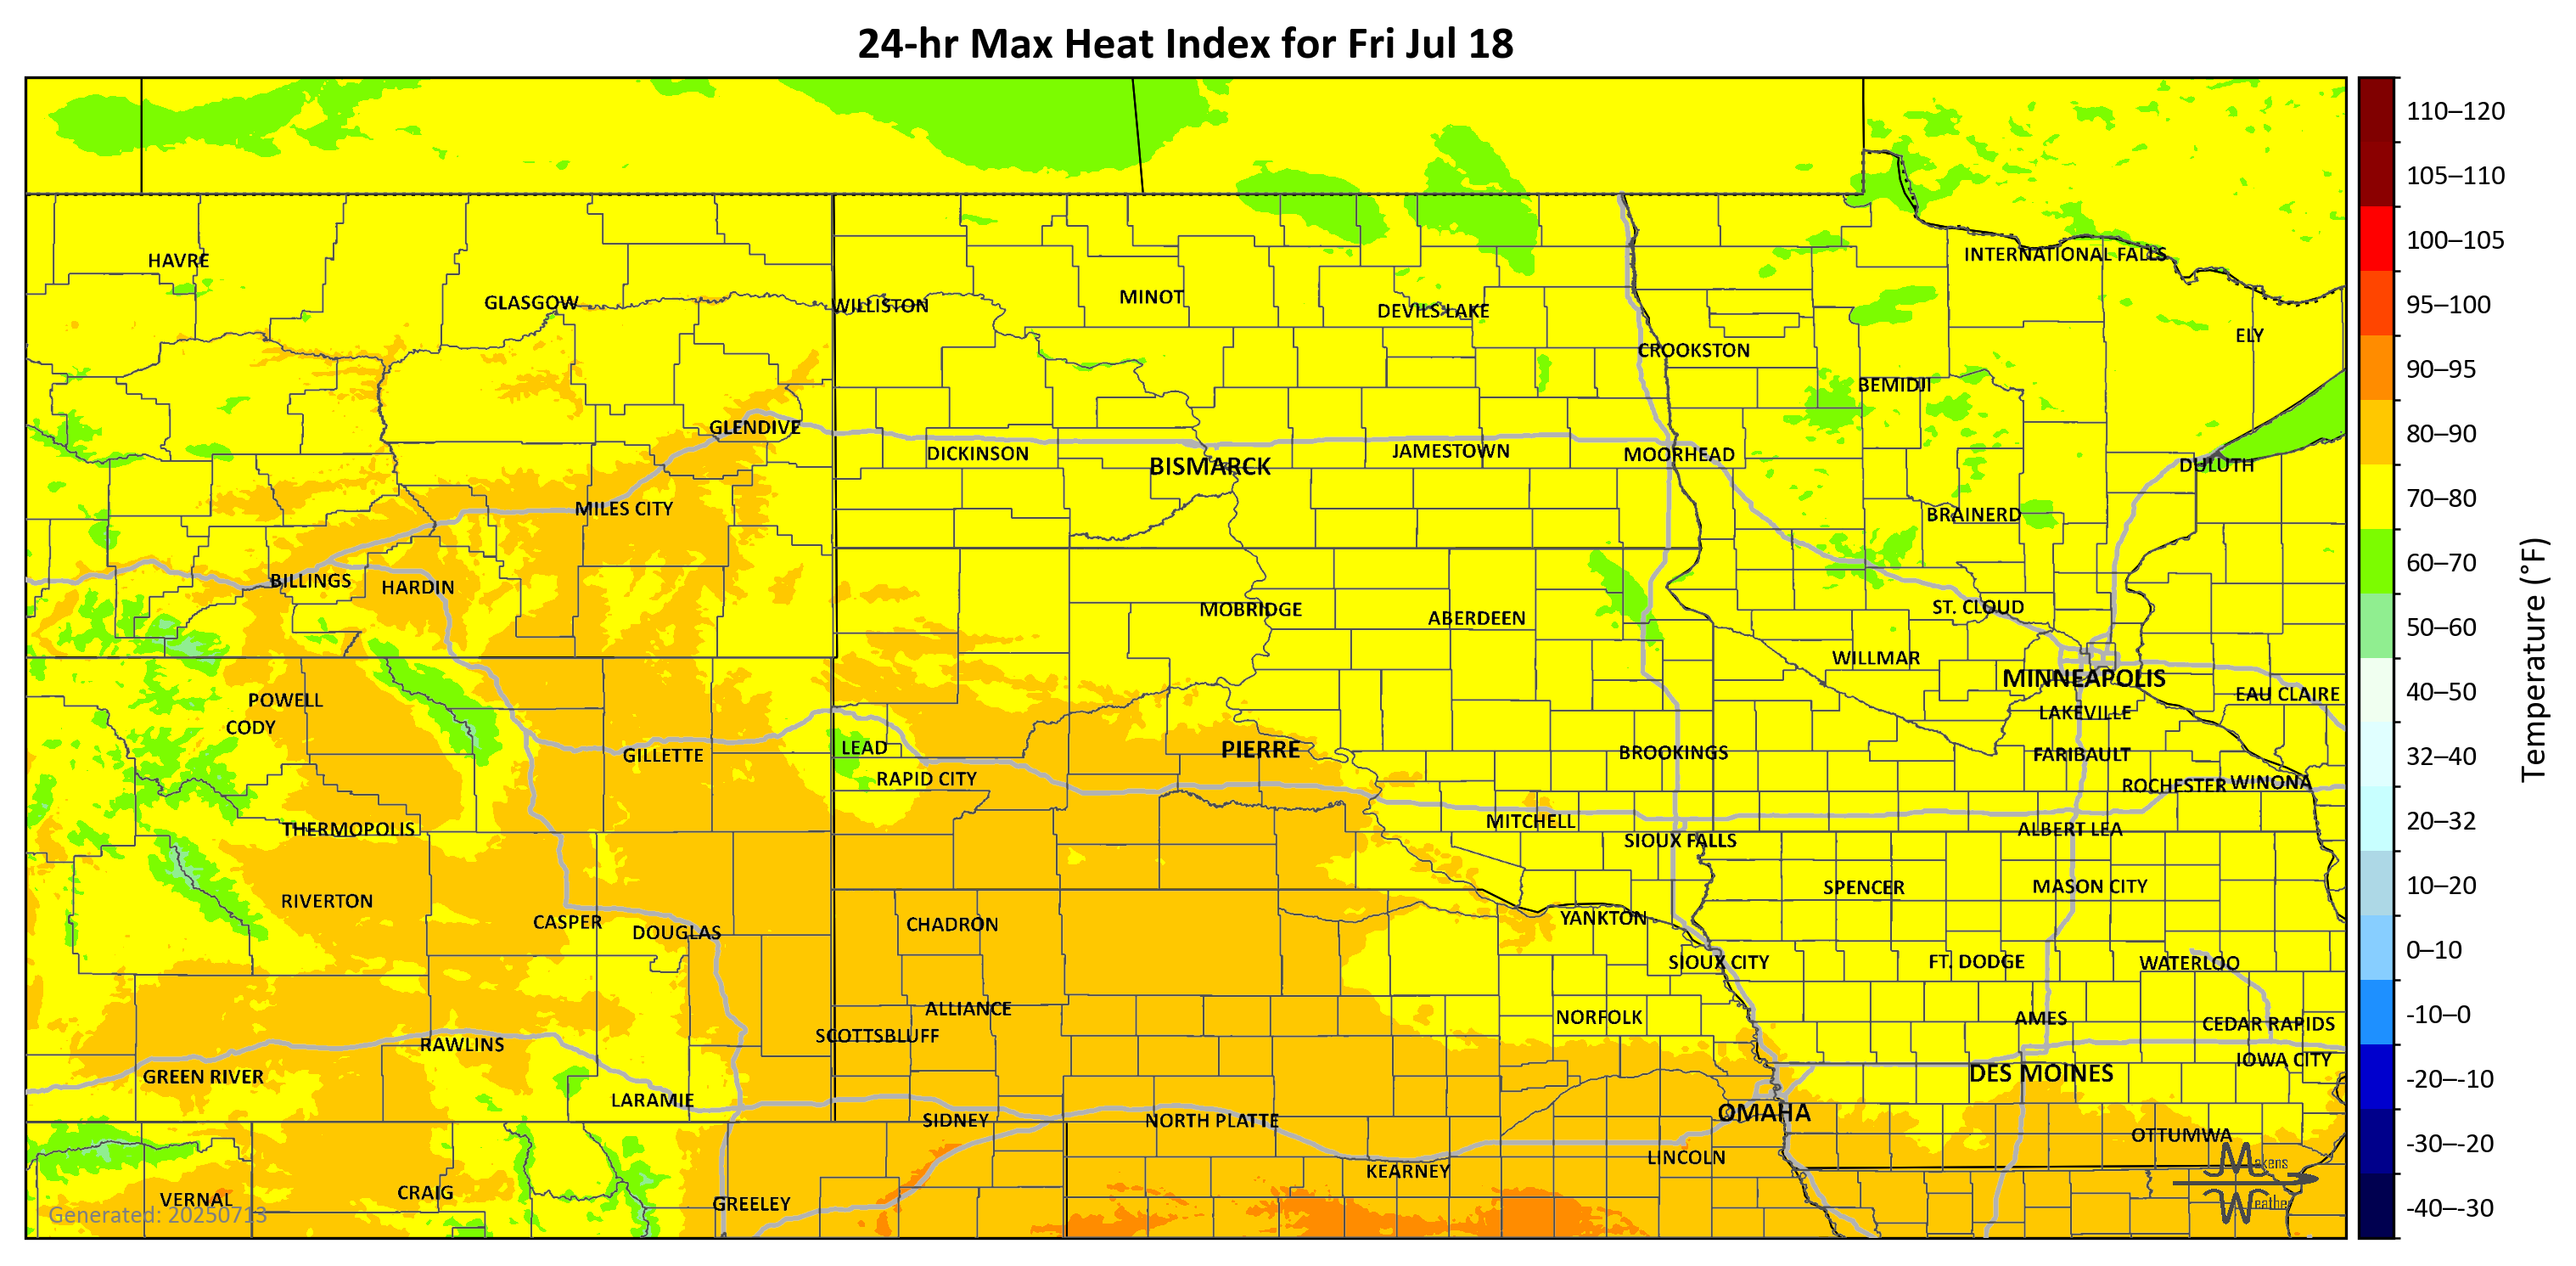 24-hr Max Heat Index for Fri Jul 18
110–120
105–110
100–105
95–100
90–95
80–90
70–80
60–70
50–60
40–50
32–40
20–32
10–20
0–10
-10–0
-20–-10
-30–-20
-40–-30
Temperature (°F)
HAVRE
INTERNATIONAL FALLS
GLASGOW
WILLISTON
MINOT
DEVILS LAKE
ELY
CROOKSTON
BEMIDJI
GLENDIVE
DICKINSON
BISMARCK
JAMESTOWN
MOORHEAD
DULUTH
MILES CITY
BRAINERD
BILLINGS
HARDIN
MOBRIDGE
ABERDEEN
ST. CLOUD
WILLMAR
MINNEAPOLIS
EAU CLAIRE
POWELL
CODY
LAKEVILLE
GILLETTE
LEAD
PIERRE
BROOKINGS
FARIBAULT
RAPID CITY
ROCHESTER
WINONA
THERMOPOLIS
MITCHELL
SIOUX FALLS
ALBERT LEA
RIVERTON
SPENCER
MASON CITY
CASPER
DOUGLAS
CHADRON
YANKTON
SIOUX CITY
FT. DODGE
WATERLOO
ALLIANCE
NORFOLK
AMES
CEDAR RAPIDS
SCOTTSBLUFF
RAWLINS
IOWA CITY
GREEN RIVER
DES MOINES
LARAMIE
SIDNEY
NORTH PLATTE
OMAHA
OTTUMWA
KEARNEY
LINCOLN
VERNAL
CRAIG
GREELEY
Generated: 20250713
Makens
Weather